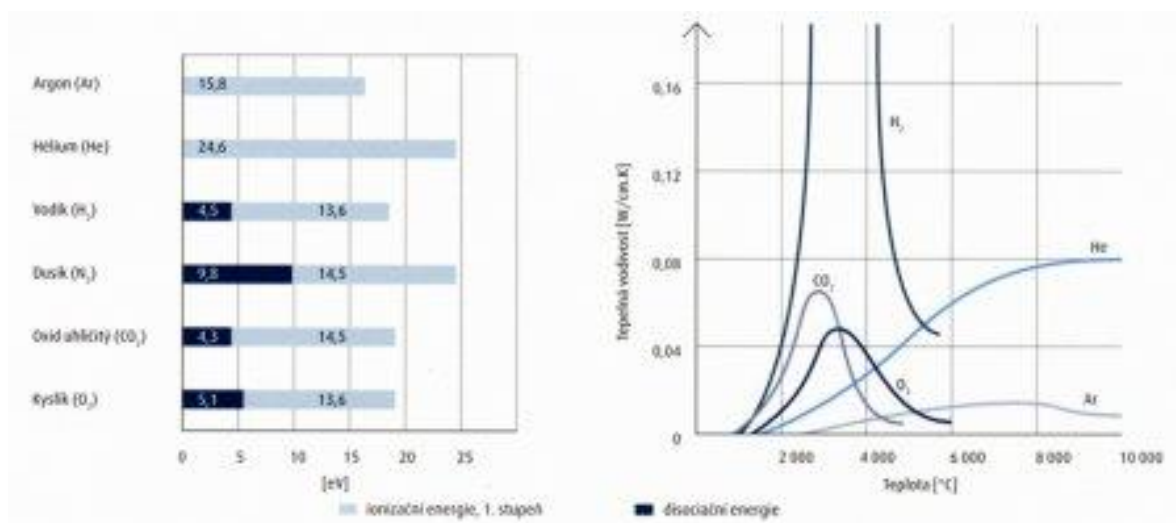 Argon (Ar)
15,8
Hélium (He)
24,6
Vodík (H₂)
4,5
13,6
Dusík (N₂)
9,8
14,5
Oxid uhličitý (CO₂)
4,3
14,5
Kyslík (O₂)
5,1
13,6
0 5 10 15 20 25
[eV]
Tepelná vodivost [W/cm.K]
0,16
0,12
0,08
0,04
0
CO₂
O₂
He
Ar
2 000 4 000 6 000 8 000 10 000
Teplota [°C]
ionizační energie, 1. stupeň
disociační energie